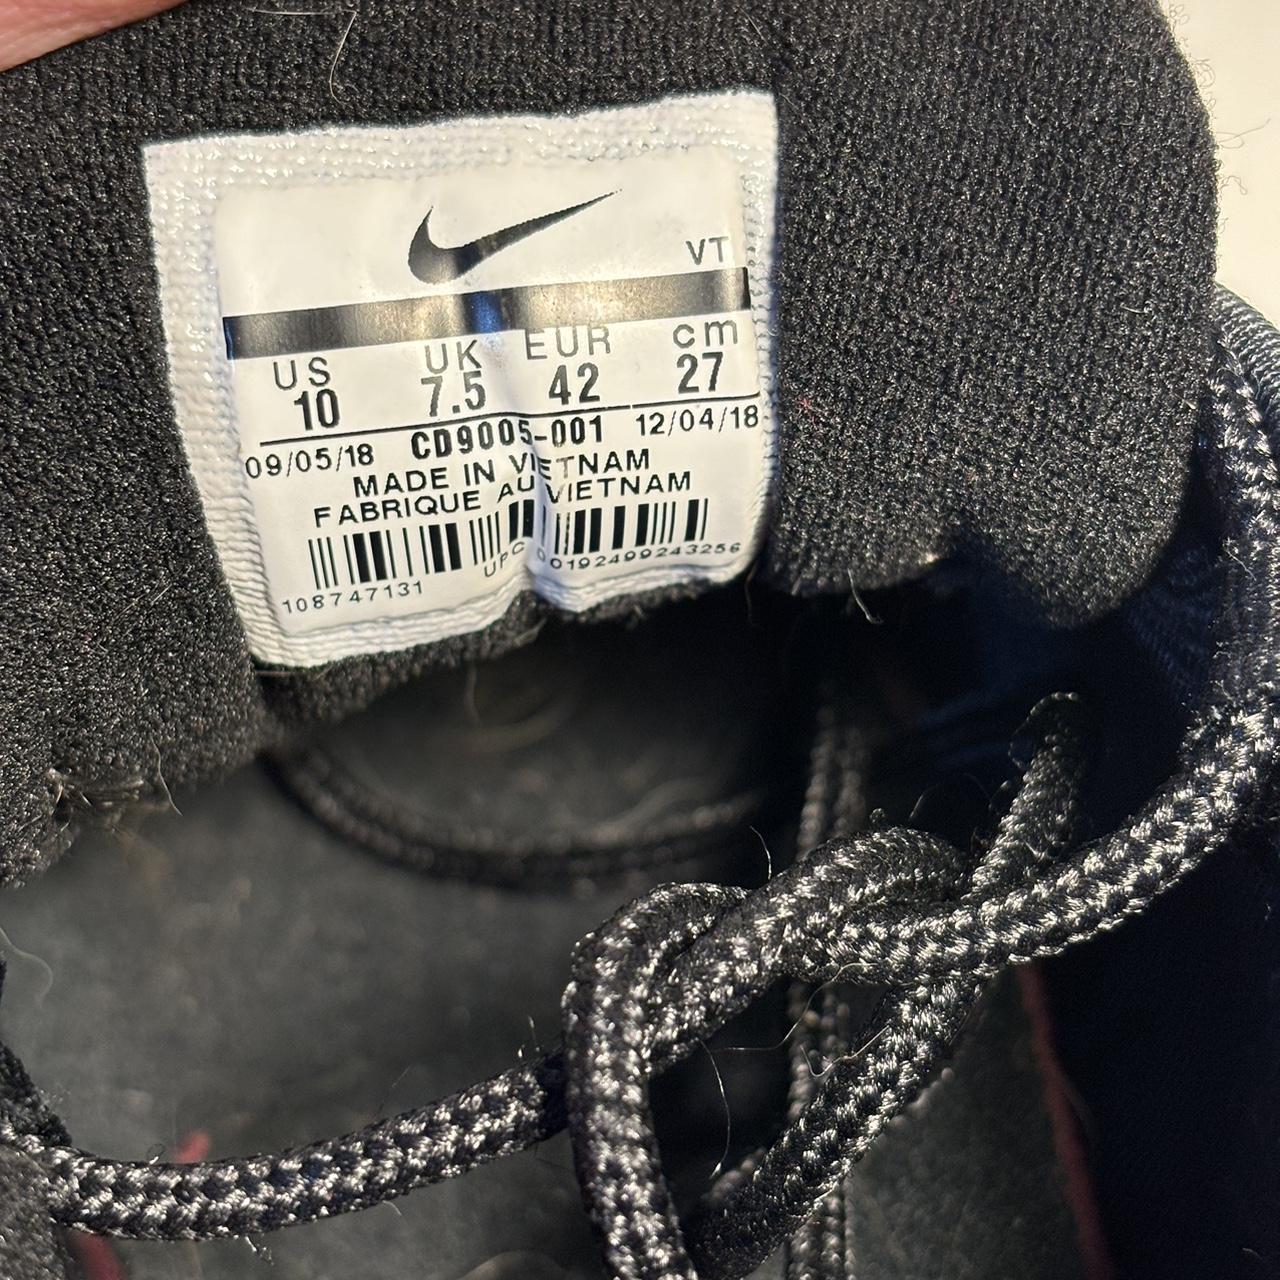 VT
US UK EUR cm
10 7.5 42 27
09/05/18 CD9005-001 12/04/18
MADE IN VIETNAM
FABRIQUE AU VIETNAM
108747131 UPC 00192499243256